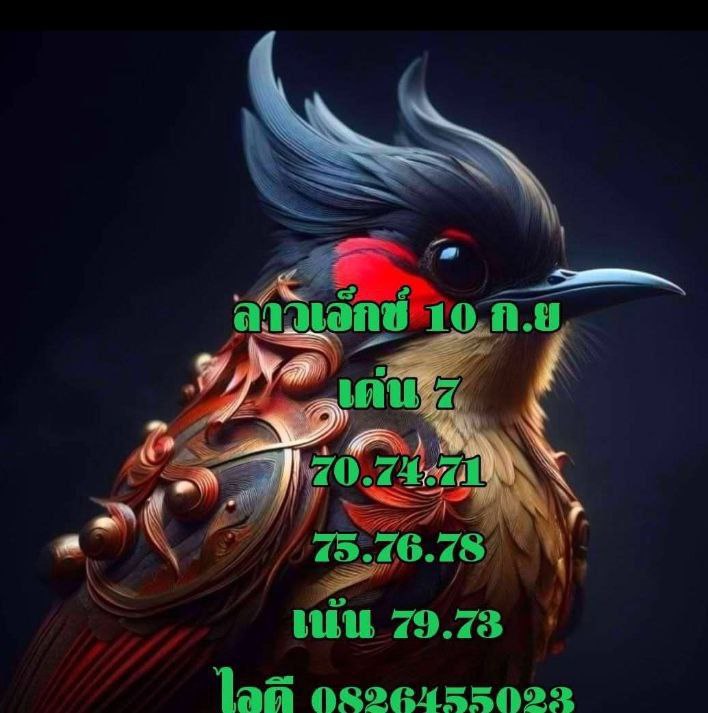 ลาวเอ็กซ์ 10 ก.ย
เด่น 7
70.74.71
75.76.78
เน้น 79.73
ไอดี 0826455023